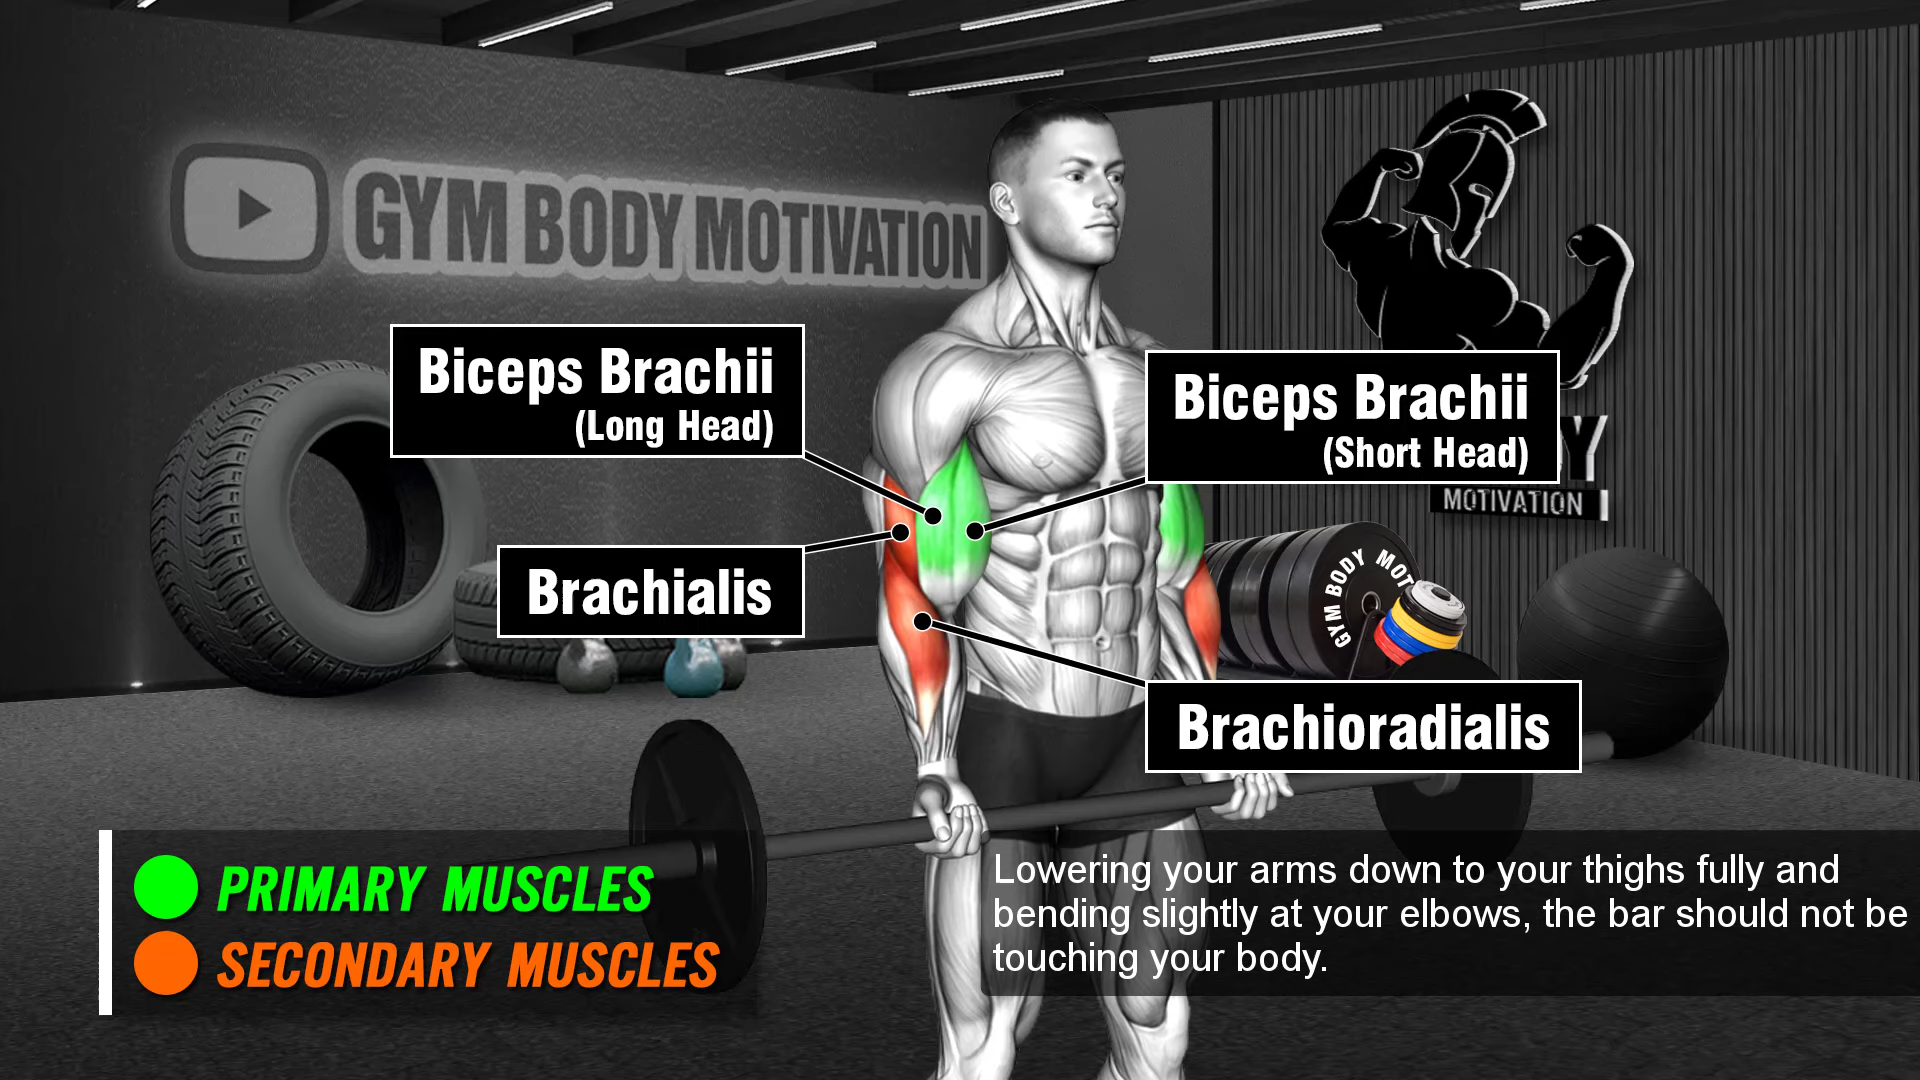 GYM BODY MOTIVATION
Biceps Brachii
(Long Head)
Biceps Brachii
(Short Head)
MOTIVATION
Brachialis
GYM BODY MOT
Brachioradialis
PRIMARY MUSCLES
SECONDARY MUSCLES
Lowering your arms down to your thighs fully and
bending slightly at your elbows, the bar should not be
touching your body.